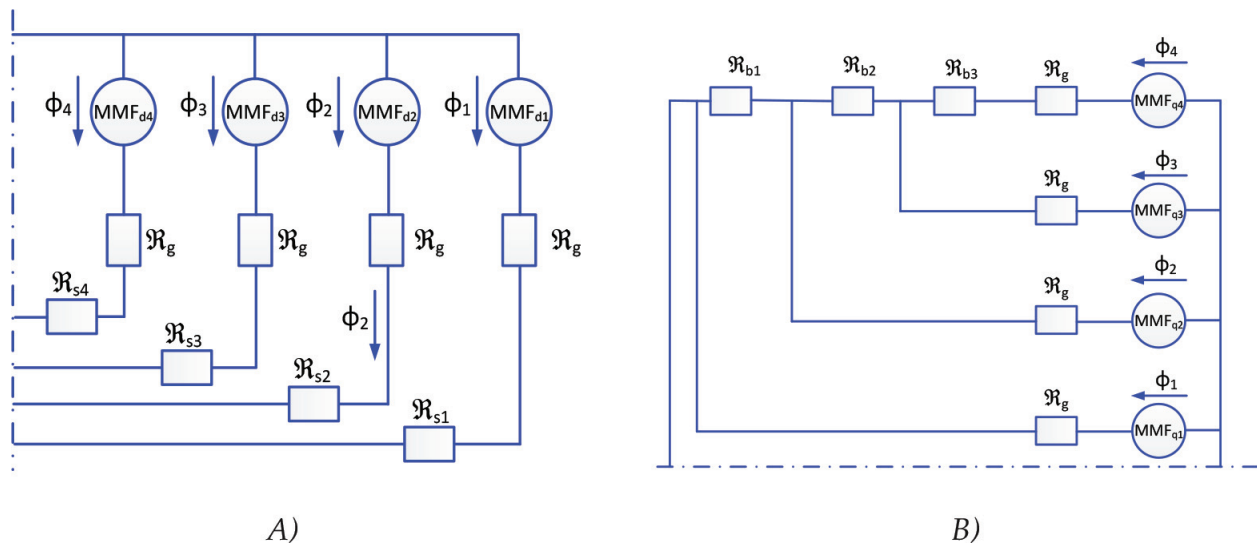 MMFd4 MMFd3 MMFd2 MMFd1
ϕ4 ϕ3 ϕ2 ϕ1
ℜg ℜg ℜg ℜg
ℜs4
ϕ2
ℜs3
ℜs2
ℜs1
A)
ϕ4
ℜb1 ℜb2 ℜb3 ℜg
MMFq4
ϕ3
ℜg
MMFq3
ϕ2
ℜg
MMFq2
ϕ1
ℜg
MMFq1
B)